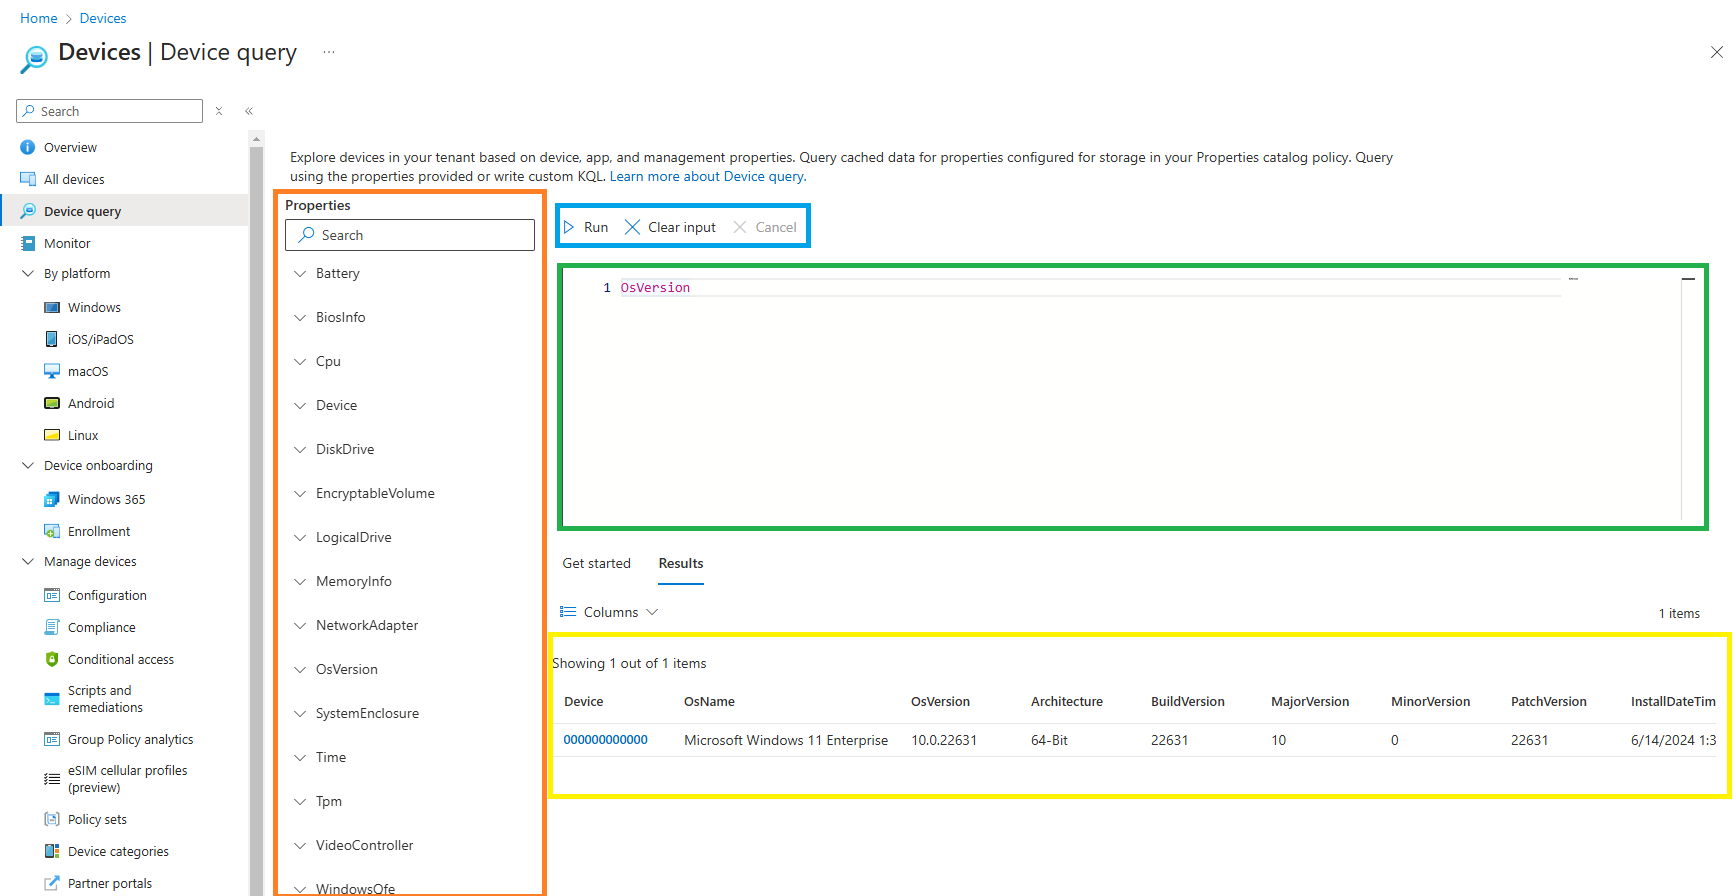 Home > Devices
Devices | Device query ...
Search
Overview
All devices
Device query
Monitor
By platform
Windows
iOS/iPadOS
macOS
Android
Linux
Device onboarding
Windows 365
Enrollment
Manage devices
Configuration
Compliance
Conditional access
Scripts and
remediations
Group Policy analytics
eSIM cellular profiles
(preview)
Policy sets
Device categories
Partner portals
Explore devices in your tenant based on device, app, and management properties. Query cached data for properties configured for storage in your Properties catalog policy. Query
using the properties provided or write custom KQL. Learn more about Device query.
Properties
Search
Battery
BiosInfo
Cpu
Device
DiskDrive
EncryptableVolume
LogicalDrive
MemoryInfo
NetworkAdapter
OsVersion
SystemEnclosure
Time
Tpm
VideoController
WindowsQfe
Run Clear input Cancel
1 OsVersion
Get started Results
Columns 1 items
Showing 1 out of 1 items
Device OsName OsVersion Architecture BuildVersion MajorVersion MinorVersion PatchVersion InstallDateTim
000000000000 Microsoft Windows 11 Enterprise 10.0.22631 64-Bit 22631 10 0 22631 6/14/2024 1:3